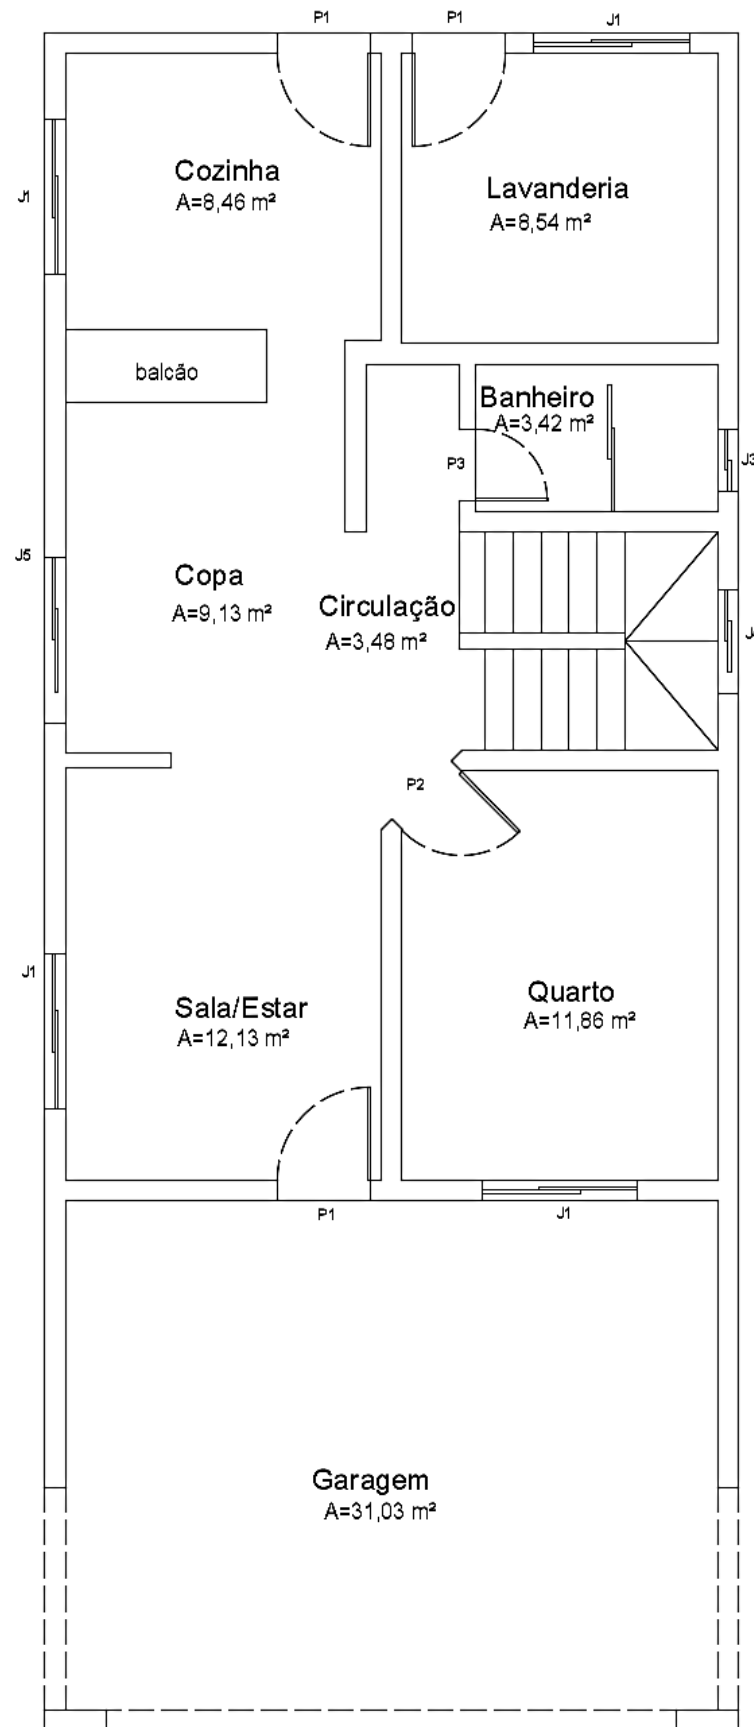 P1
P1
J1
Cozinha
A=8,46 m²
Lavanderia
A=8,54 m²
J1
balcão
Banheiro
A=3,42 m²
P3
J3
J5
Copa
A=9,13 m²
Circulação
A=3,48 m²
P2
J1
Sala/Estar
A=12,13 m²
Quarto
A=11,86 m²
P1
J1
Garagem
A=31,03 m²